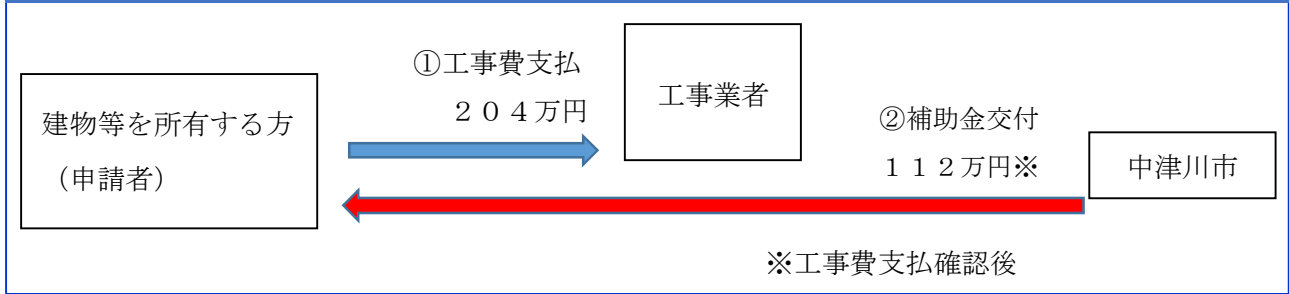 建物等を所有する方
（申請者）
①工事費支払
２０４万円
工事業者
②補助金交付
１１２万円※
中津川市
※工事費支払確認後